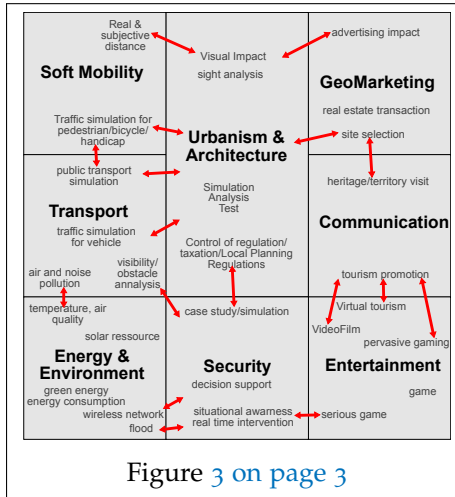 Real &
subjective
distance
Soft Mobility
Traffic simulation for
pedestrian/bicycle/
handicap
Visual Impact
sight analysis
Urbanism &
Architecture
Simulation
Analysis
Test
Control of regulation/
taxation/Local Planning
Regulations
advertising impact
GeoMarketing
real estate transaction
site selection
public transport
simulation
Transport
traffic simulation
for vehicle
visibility/
obstacle
anaylsis
air and noise
pollution
heritage/territory visit
Communication
tourism promotion
temperature, air
quality
solar ressource
Energy &
Environment
green energy
energy consumption
wireless network
flood
case study/simulation
Security
decision support
situational awarness
real time intervention
Virtual tourism
VideoFilm
pervasive gaming
Entertainment
game
serious game
Figure 3 on page 3